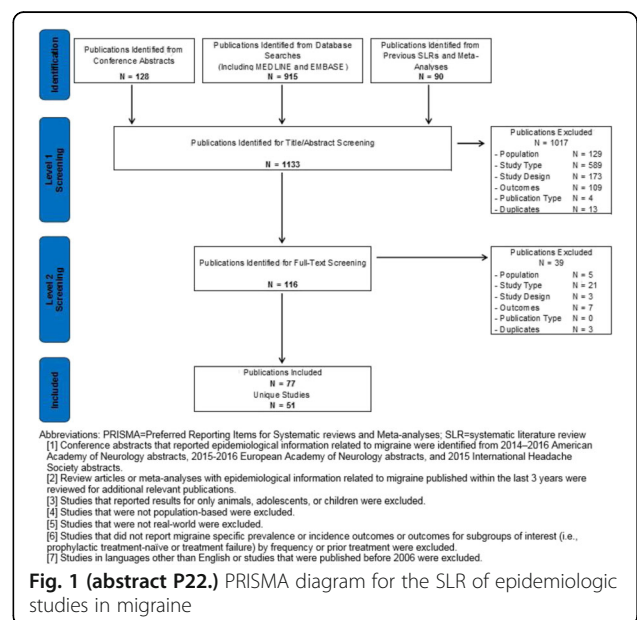 Identification
Publications Identified from
Conference Abstracts
N = 128
Publications Identified from Database
Searches
(Including MEDLINE and EMBASE )
N = 915
Publications Identified from
Previous SLRs and Meta-
Analyses
N = 90
Level 1
Screening
Publications Identified for Title/Abstract Screening
N = 1133
Publications Excluded
N = 1017
- Population N = 129
- Study Type N = 589
- Study Design N = 173
- Outcomes N = 109
- Publication Type N = 4
- Duplicates N = 13
Level 2
Screening
Publications Identified for Full-Text Screening
N = 116
Publications Excluded
N = 39
- Population N = 5
- Study Type N = 21
- Study Design N = 3
- Outcomes N = 7
- Publication Type N = 0
- Duplicates N = 3
Included
Publications Included
N = 77
Unique Studies
N = 51
Abbreviations: PRISMA=Preferred Reporting Items for Systematic reviews and Meta-analyses; SLR=systematic literature review
[1] Conference abstracts that reported epidemiological information related to migraine were identified from 2014–2016 American
Academy of Neurology abstracts, 2015-2016 European Academy of Neurology abstracts, and 2015 International Headache
Society abstracts.
[2] Review articles or meta-analyses with epidemiological information related to migraine published within the last 3 years were
reviewed for additional relevant publications.
[3] Studies that reported results for only animals, adolescents, or children were excluded.
[4] Studies that were not population-based were excluded.
[5] Studies that were not real-world were excluded.
[6] Studies that did not report migraine specific prevalence or incidence outcomes or outcomes for subgroups of interest (i.e.,
prophylactic treatment-naïve or treatment failure) by frequency or prior treatment were excluded.
[7] Studies in languages other than English or studies that were published before 2006 were excluded.
Fig. 1 (abstract P22.) PRISMA diagram for the SLR of epidemiologic
studies in migraine